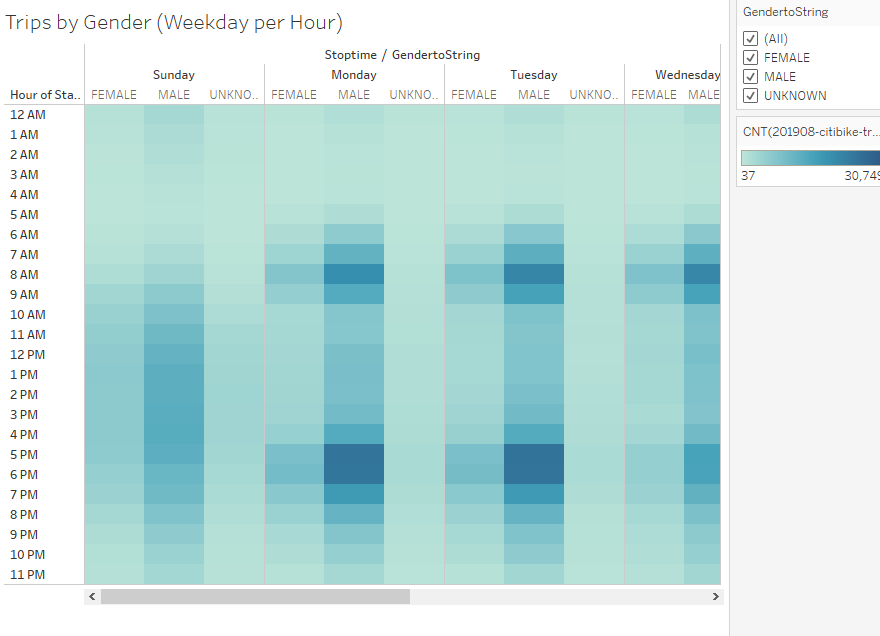 Trips by Gender (Weekday per Hour)
Stoptime / GendertoString
Sunday Monday Tuesday Wednesday
Hour of Sta.. FEMALE MALE UNKNO.. FEMALE MALE UNKNO.. FEMALE MALE UNKNO.. FEMALE MALE
12 AM
1 AM
2 AM
3 AM
4 AM
5 AM
6 AM
7 AM
8 AM
9 AM
10 AM
11 AM
12 PM
1 PM
2 PM
3 PM
4 PM
5 PM
6 PM
7 PM
8 PM
9 PM
10 PM
11 PM
GendertoString
(All)
FEMALE
MALE
UNKNOWN
CNT(201908-citibike-tr...
37 30,749